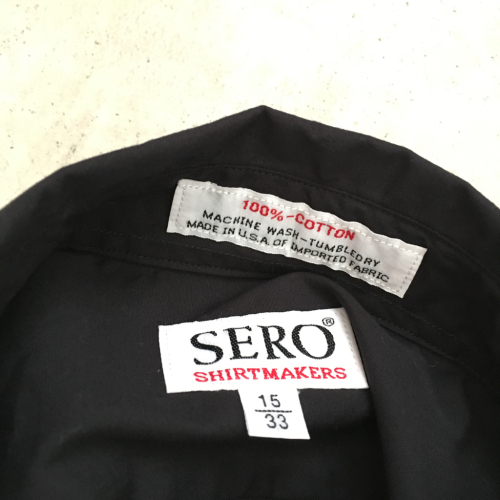 100%-COTTON
MACHINE WASH-TUMBLEDRY
MADE IN U.S.A. OF IMPORTED FABRIC
SERO®
SHIRTMAKERS
15
33